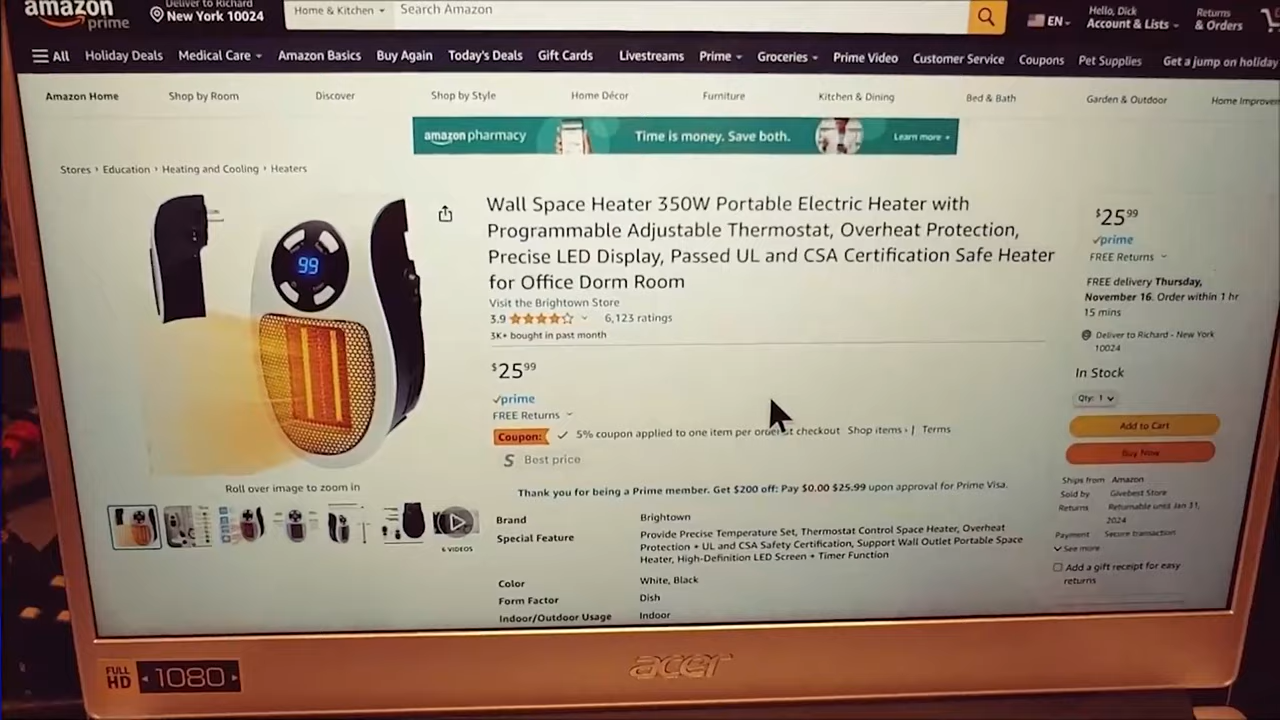 amazon
prime
Deliver to Richard
New York 10024
Home & Kitchen
Search Amazon
EN
Hello, Dick
Account & Lists
Returns
& Orders
All
Holiday Deals
Medical Care
Amazon Basics
Buy Again
Today's Deals
Gift Cards
Livestreams
Prime
Groceries
Prime Video
Customer Service
Coupons
Pet Supplies
Get a jump on holiday
Amazon Home
Shop by Room
Discover
Shop by Style
Home Décor
Furniture
Kitchen & Dining
Bed & Bath
Garden & Outdoor
Home Improvem
amazon pharmacy
Time is money. Save both.
Learn more
Stores › Education › Heating and Cooling › Heaters
99
Wall Space Heater 350W Portable Electric Heater with
Programmable Adjustable Thermostat, Overheat Protection,
Precise LED Display, Passed UL and CSA Certification Safe Heater
for Office Dorm Room
Visit the Brightown Store
3.9
6,123 ratings
3K+ bought in past month
$25 99
prime
FREE Returns
Coupon:
5% coupon applied to one item per order at checkout Shop items › | Terms
Best price
Thank you for being a Prime member. Get $200 off: Pay $0.00 $25.99 upon approval for Prime Visa.
Brand Brightown
Special Feature Provide Precise Temperature Set, Thermostat Control Space Heater, Overheat
Protection + UL and CSA Safety Certification, Support Wall Outlet Portable Space
Heater, High-Definition LED Screen + Timer Function
Color White, Black
Form Factor Dish
Indoor/Outdoor Usage Indoor
Roll over image to zoom in
6 VIDEOS
$25 99
prime
FREE Returns
FREE delivery Thursday,
November 16. Order within 1 hr
15 mins
Deliver to Richard - New York
10024
In Stock
Qty: 1
Add to Cart
Buy Now
Ships from Amazon
Sold by Givebest Store
Returns Returnable until Jan 31,
2024
Payment Secure transaction
See more
Add a gift receipt for easy
returns
FULL
HD
1080
acer